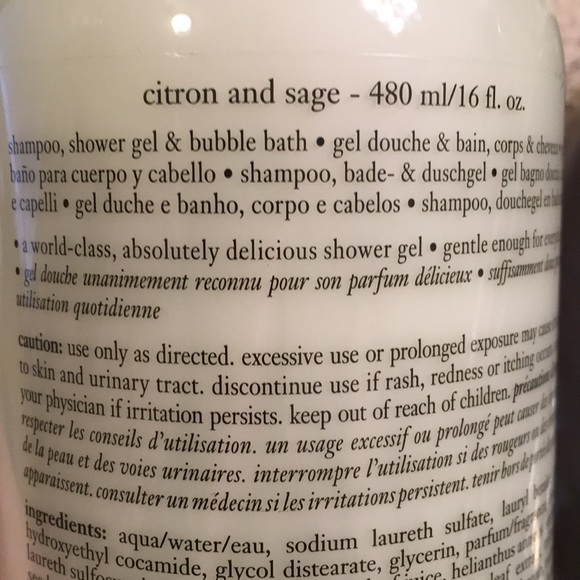 citron and sage - 480 ml/16 fl. oz.
shampoo, shower gel & bubble bath • gel douche & bain, corps &
baño para cuerpo y cabello • shampoo, bade- & duschgel • gel bagno
e capelli • gel duche e banho, corpo e cabelos • shampoo, douchegel en
• a world-class, absolutely delicious shower gel • gentle enough for
• gel douche unanimement reconnu pour son parfum délicieux • suffisamment
utilisation quotidienne
caution: use only as directed. excessive use or prolonged exposure may
to skin and urinary tract. discontinue use if rash, redness or itching
your physician if irritation persists. keep out of reach of children.
respecter les conseils d'utilisation. un usage excessif ou prolongé peut causer
de la peau et des voies urinaires. interrompre l'utilisation si des rougeurs
apparaissent. consulter un médecin si les irritations persistent. tenir hors de
ingredients: aqua/water/eau, sodium laureth sulfate, lauryl
hydroxyethyl cocamide, glycol distearate, glycerin, parfum/
laureth helianthus
leaf